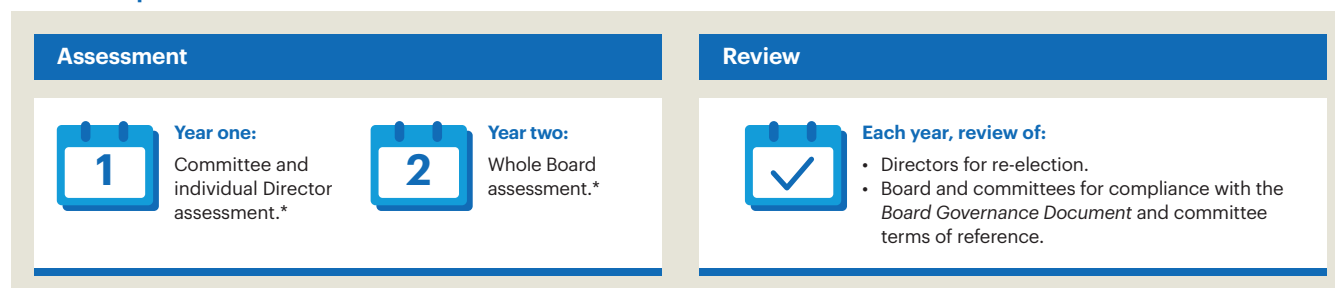 Assessment
1
Year one:
Committee and
individual Director
assessment.*
2
Year two:
Whole Board
assessment.*
Review
Each year, review of:
• Directors for re-election.
• Board and committees for compliance with the
Board Governance Document and committee
terms of reference.